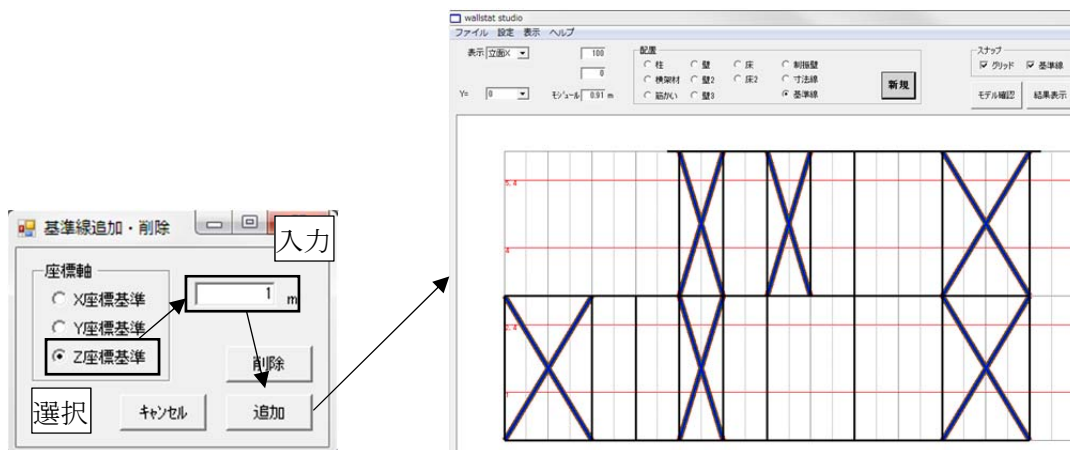 基準線追加・削除
入力
座標軸
X座標基準
1 m
Y座標基準
Z座標基準
削除
選択
キャンセル
追加
wallstat studio
ファイル 設定 表示 ヘルプ
表示 立面X
100
0
Y= 0
モジュール 0.91 m
配置
柱 壁 床 制振壁
横架材 壁2 床2 寸法線
筋かい 壁3 基準線
新規
スナップ
グリッド 基準線
モデル確認 結果表示
5.4
4
2.4
1